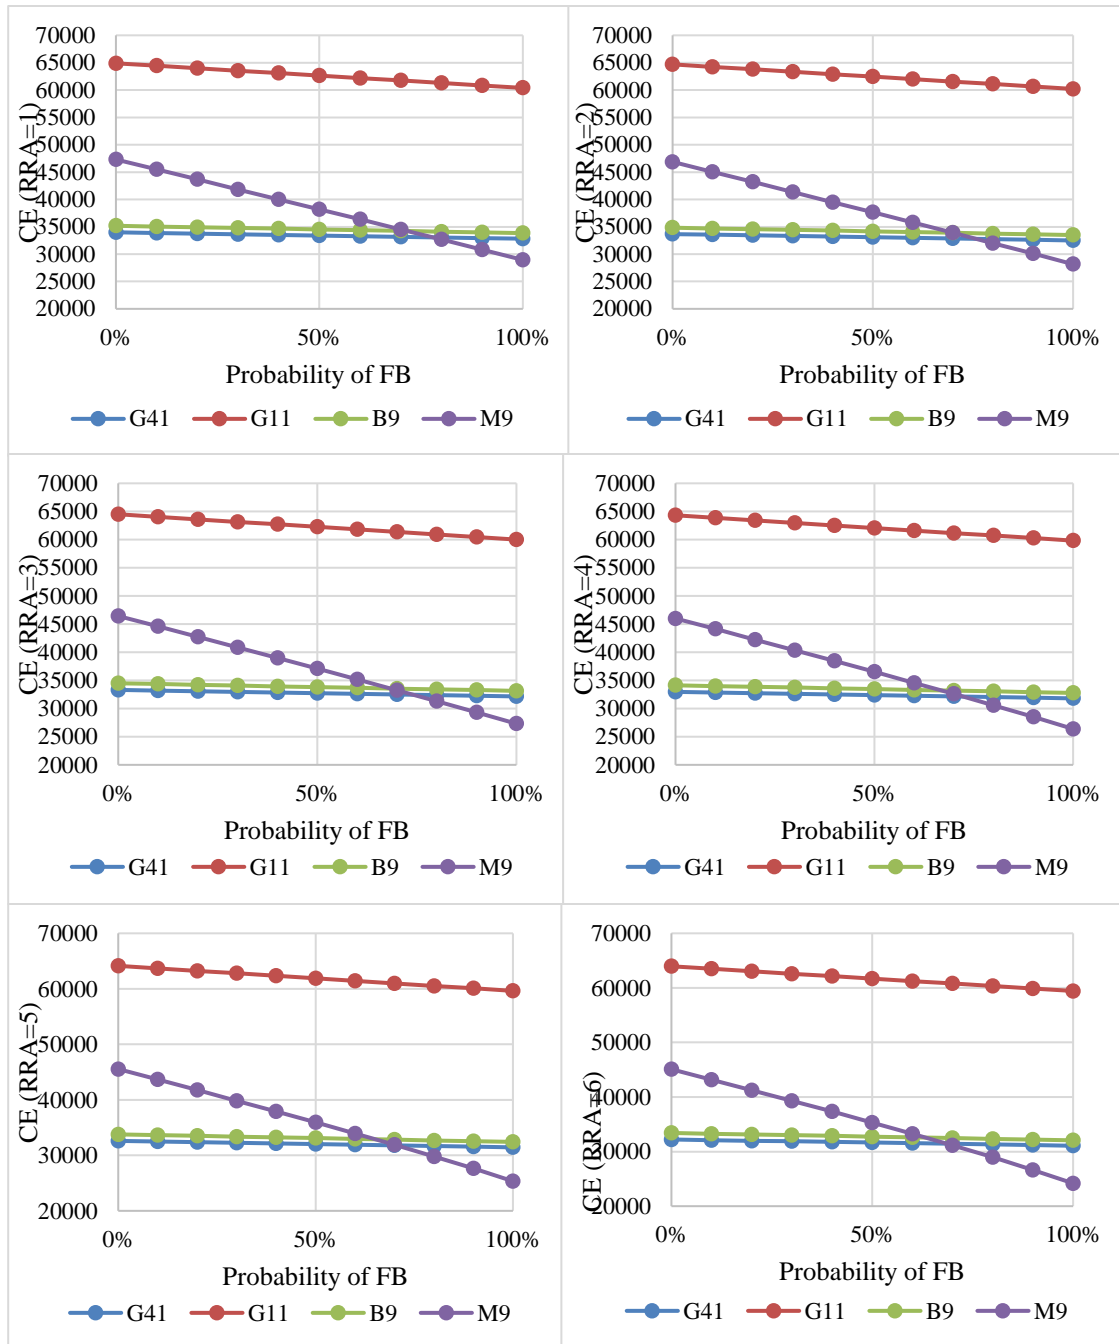 70000
65000
60000
55000
50000
45000
40000
35000
30000
25000
20000
CE (RRA=1)
0% 50% 100%
Probability of FB
G41 G11 B9 M9
70000
65000
60000
55000
50000
45000
40000
35000
30000
25000
20000
CE (RRA=2)
0% 50% 100%
Probability of FB
G41 G11 B9 M9
70000
65000
60000
55000
50000
45000
40000
35000
30000
25000
20000
CE (RRA=3)
0% 50% 100%
Probability of FB
G41 G11 B9 M9
70000
65000
60000
55000
50000
45000
40000
35000
30000
25000
20000
CE (RRA=4)
0% 50% 100%
Probability of FB
G41 G11 B9 M9
70000
60000
50000
40000
30000
20000
CE (RRA=5)
0% 50% 100%
Probability of FB
G41 G11 B9 M9
70000
60000
50000
40000
30000
20000
CE (RRA=6)
0% 50% 100%
Probability of FB
G41 G11 B9 M9